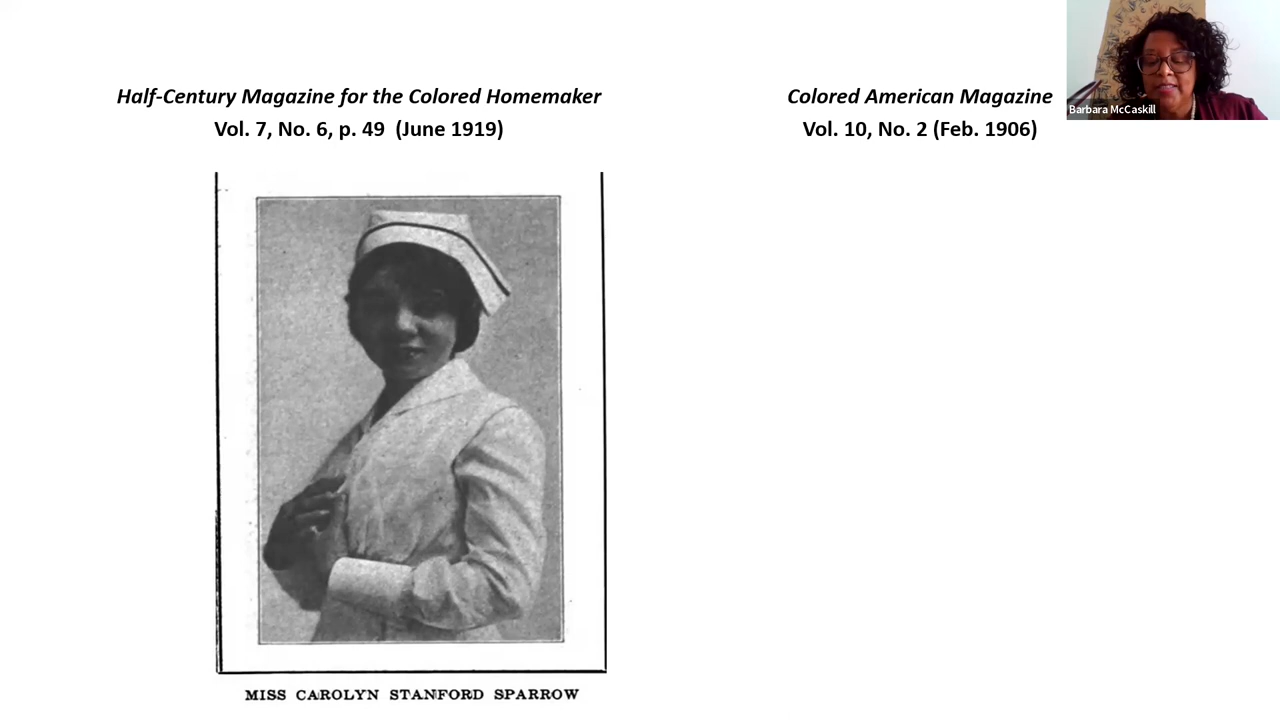 Half-Century Magazine for the Colored Homemaker
Vol. 7, No. 6, p. 49 (June 1919)
Colored American Magazine
Vol. 10, No. 2 (Feb. 1906)
Barbara McCaskill
MISS CAROLYN STANFORD SPARROW